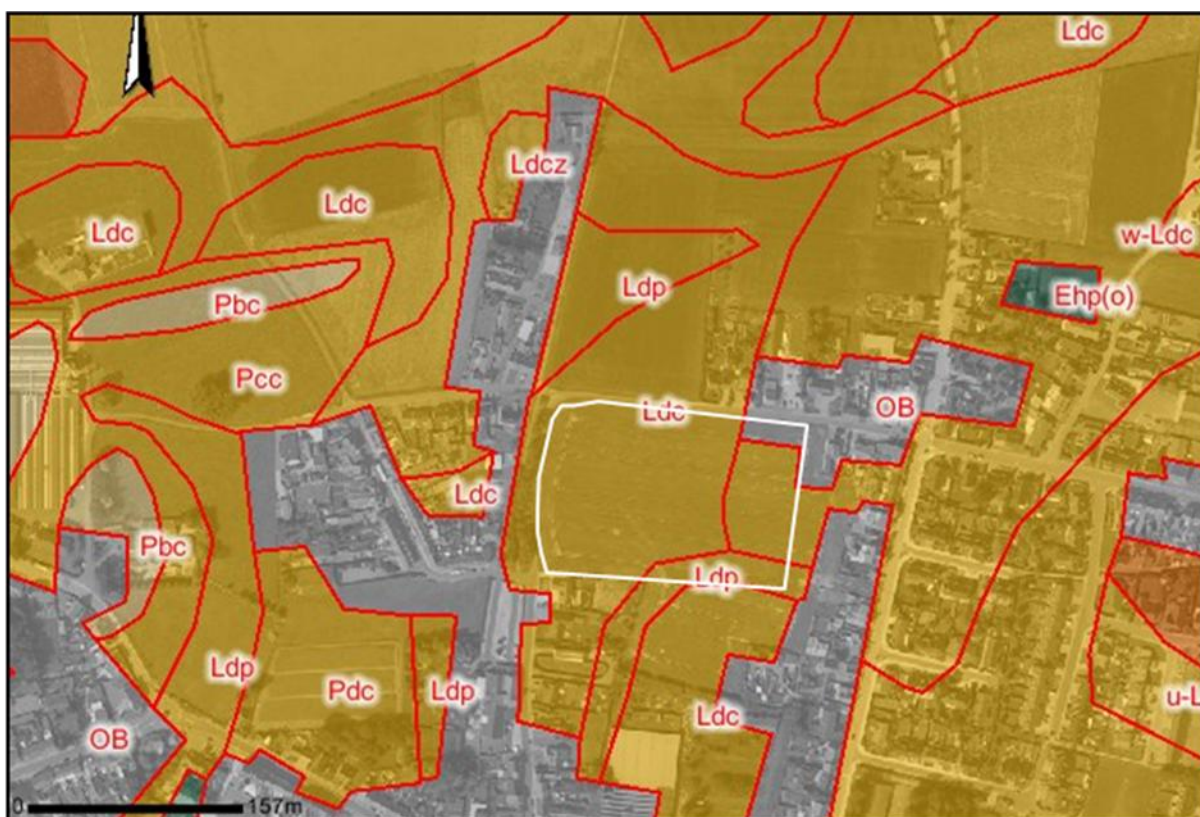 Ldc
Ldcz
Ldc
Ldc
w-Ldc
Ldp
Ehp(o)
Pbc
Pcc
Ldc
OB
Ldc
Pbc
Ldp
Ldp
Pdc
Ldp
Ldc
u-L
OB
0 157m